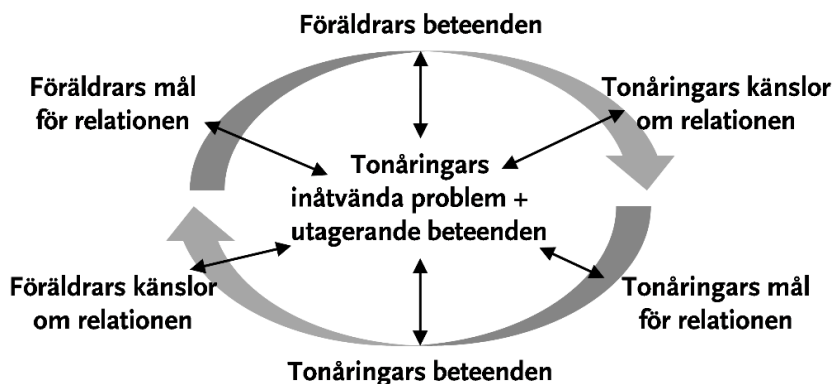 Föräldrars beteenden
Föräldrars mål
för relationen
Tonåringars känslor
om relationen
Tonåringars
inåtvända problem +
utagerande beteenden
Föräldrars känslor
om relationen
Tonåringars mål
för relationen
Tonåringars beteenden